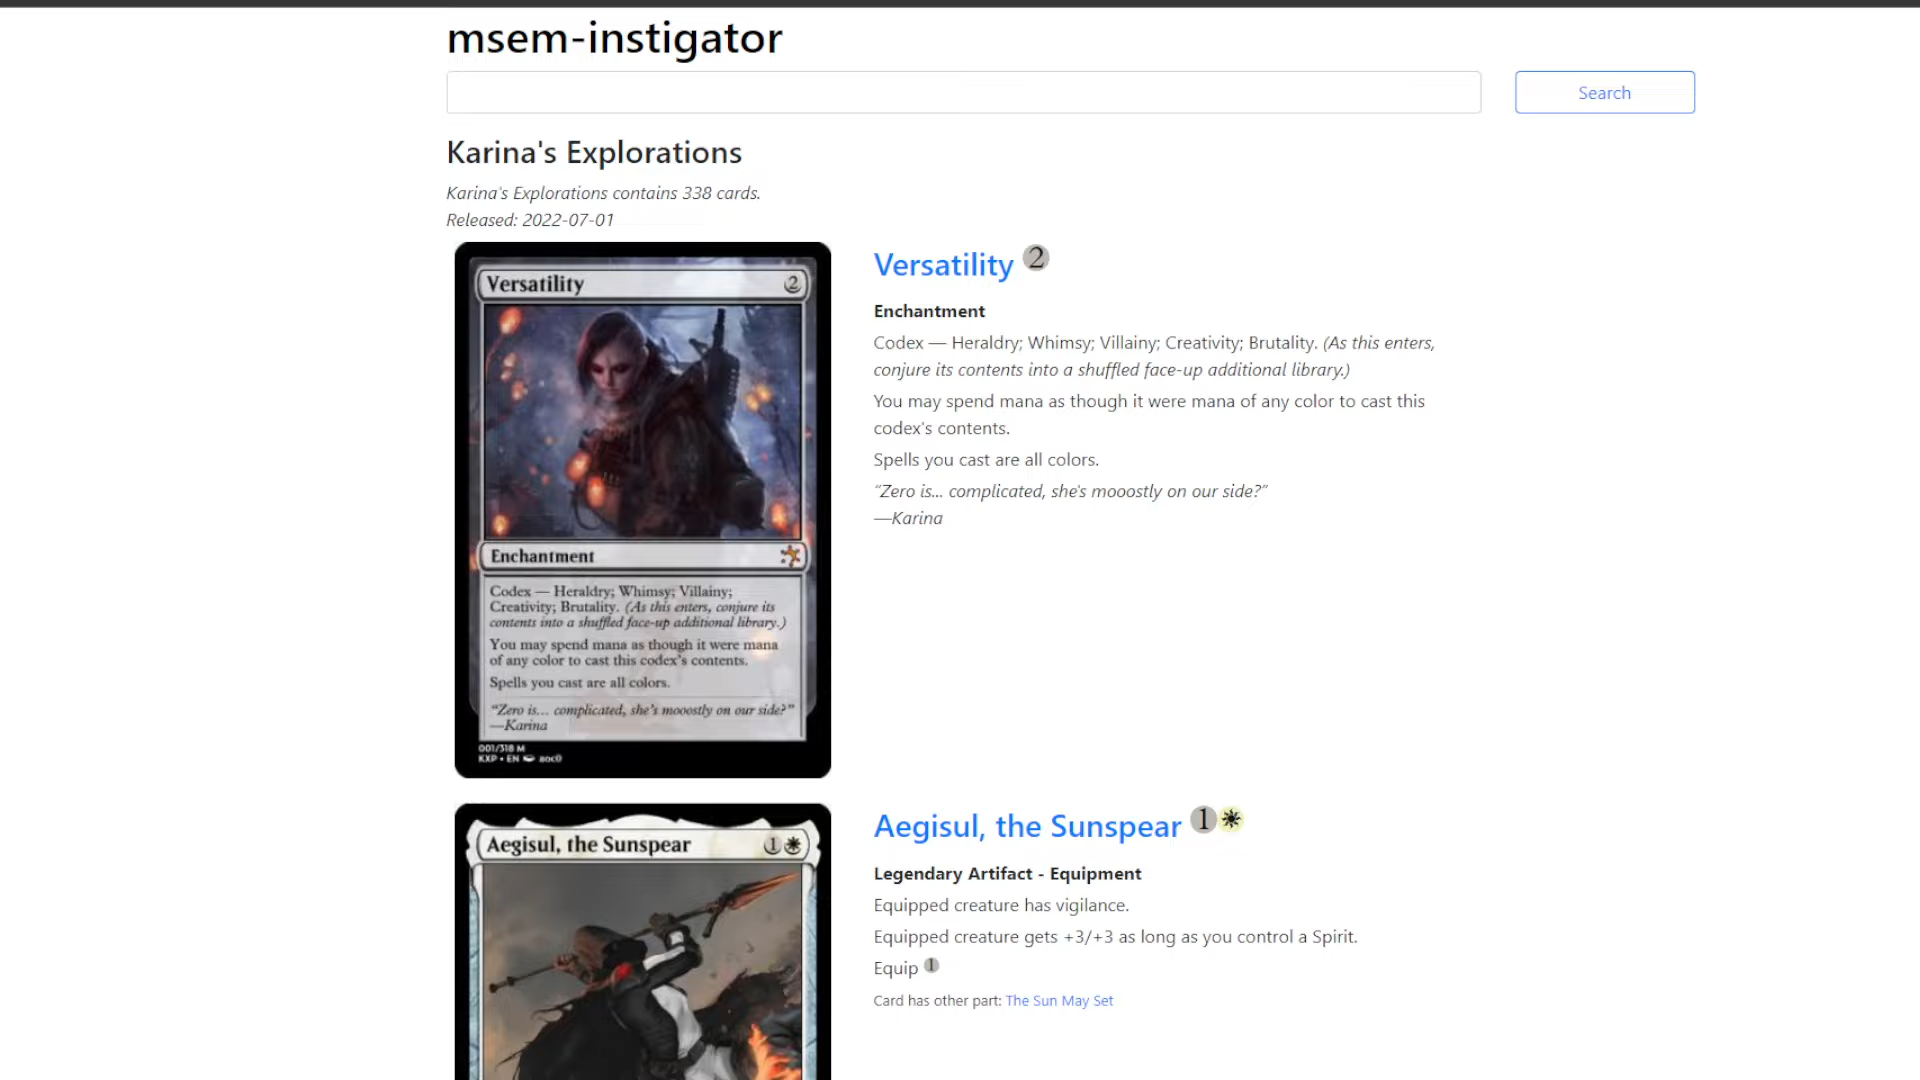 msem-instigator
Search
Karina's Explorations
Karina's Explorations contains 338 cards.
Released: 2022-07-01
Versatility 2
Enchantment
Codex — Heraldry; Whimsy; Villainy; Creativity; Brutality. (As this enters,
conjure its contents into a shuffled face-up additional library.)
You may spend mana as though it were mana of any color to cast this
codex's contents.
Spells you cast are all colors.
“Zero is... complicated, she's mooostly on our side?”
—Karina
Versatility 2
Enchantment
Codex — Heraldry; Whimsy; Villainy;
Creativity; Brutality. (As this enters, conjure its
contents into a shuffled face-up additional library.)
You may spend mana as though it were mana
of any color to cast this codex's contents.
Spells you cast are all colors.
“Zero is... complicated, she's mooostly on our side?”
—Karina
001/318 M
KXP • EN aoc0
Aegisul, the Sunspear 1
Legendary Artifact - Equipment
Equipped creature has vigilance.
Equipped creature gets +3/+3 as long as you control a Spirit.
Equip 1
Card has other part: The Sun May Set
Aegisul, the Sunspear 1